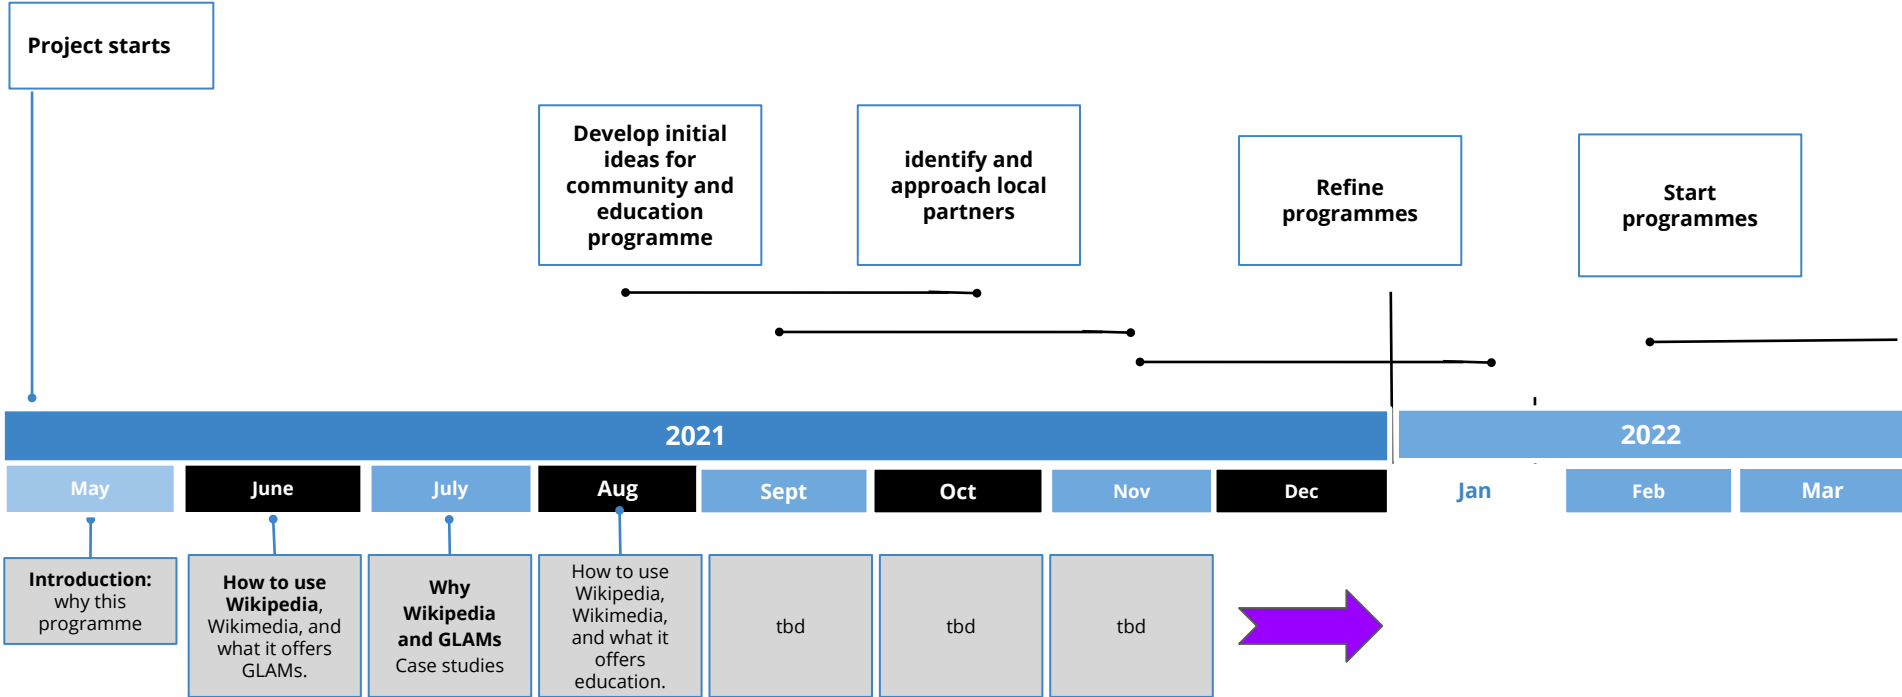 Project starts
Develop initial
ideas for
community and
education
programme
identify and
approach local
partners
Refine
programmes
Start
programmes
2021
2022
May
June
July
Aug
Sept
Oct
Nov
Dec
Jan
Feb
Mar
Introduction:
why this
programme
How to use
Wikipedia,
Wikimedia, and
what it offers
GLAMs.
Why
Wikipedia
and GLAMs
Case studies
How to use
Wikipedia,
Wikimedia,
and what it
offers
education.
tbd
tbd
tbd